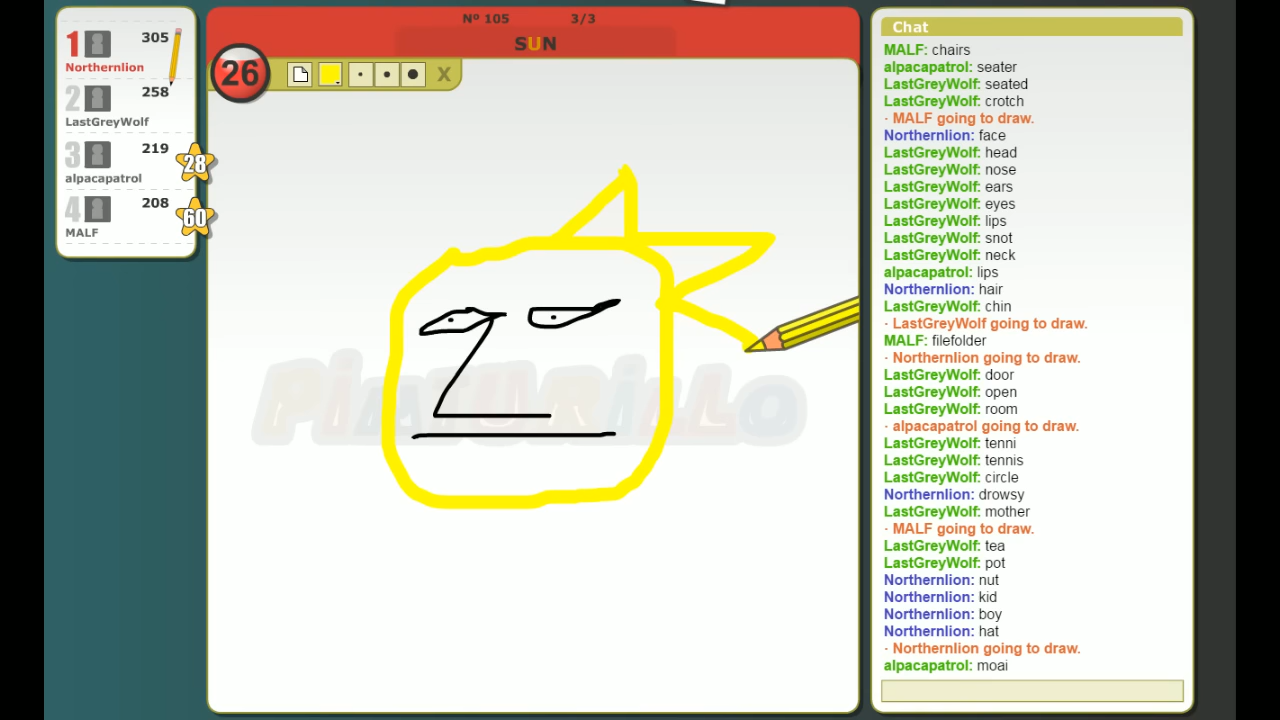 Nº 105 3/3
SUN
26
X
1 305
Northernlion
2 258
LastGreyWolf
3 219 28
alpacapatrol
4 208 60
MALF
PiNTURiLLO
Chat
MALF: chairs
alpacapatrol: seater
LastGreyWolf: seated
LastGreyWolf: crotch
· MALF going to draw.
Northernlion: face
LastGreyWolf: head
LastGreyWolf: nose
LastGreyWolf: ears
LastGreyWolf: eyes
LastGreyWolf: lips
LastGreyWolf: snot
LastGreyWolf: neck
alpacapatrol: lips
Northernlion: hair
LastGreyWolf: chin
· LastGreyWolf going to draw.
MALF: filefolder
· Northernlion going to draw.
LastGreyWolf: door
LastGreyWolf: open
LastGreyWolf: room
· alpacapatrol going to draw.
LastGreyWolf: tenni
LastGreyWolf: tennis
LastGreyWolf: circle
Northernlion: drowsy
LastGreyWolf: mother
· MALF going to draw.
LastGreyWolf: tea
LastGreyWolf: pot
Northernlion: nut
Northernlion: kid
Northernlion: boy
Northernlion: hat
· Northernlion going to draw.
alpacapatrol: moai